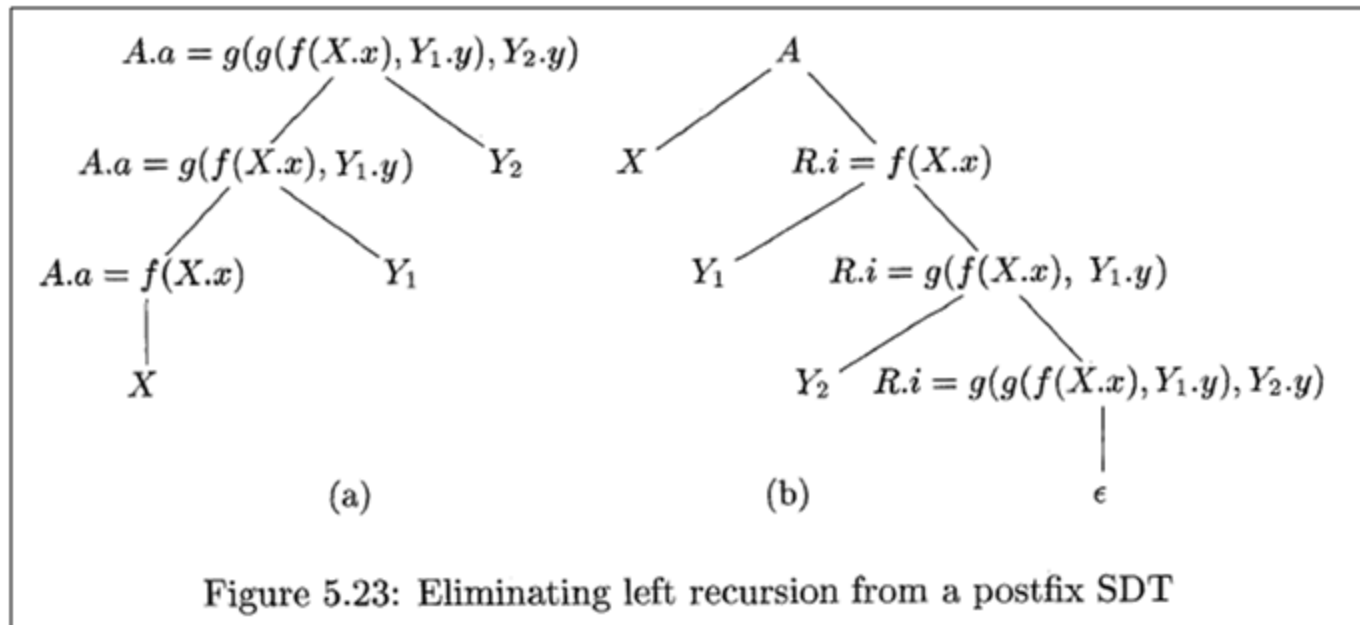 A.a = g(g(f(X.x), Y₁.y), Y₂.y) A
A.a = g(f(X.x), Y₁.y) Y₂ X R.i = f(X.x)
A.a = f(X.x) Y₁ Y₁ R.i = g(f(X.x), Y₁.y)
X Y₂ R.i = g(g(f(X.x), Y₁.y), Y₂.y)
(a) (b) ϵ
Figure 5.23: Eliminating left recursion from a postfix SDT